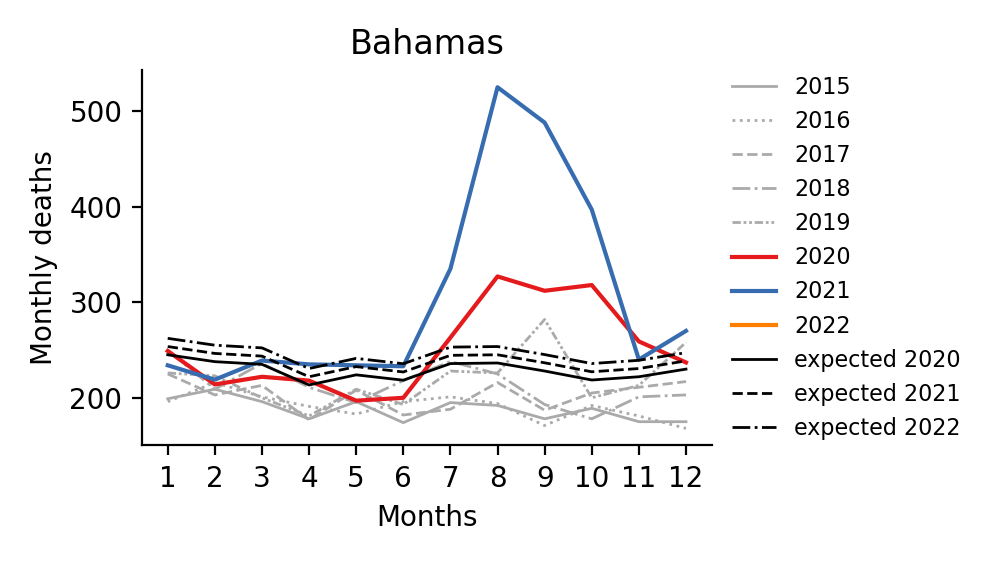 Bahamas
Monthly deaths
500
400
300
200
1 2 3 4 5 6 7 8 9 10 11 12
Months
2015
2016
2017
2018
2019
2020
2021
2022
expected 2020
expected 2021
expected 2022